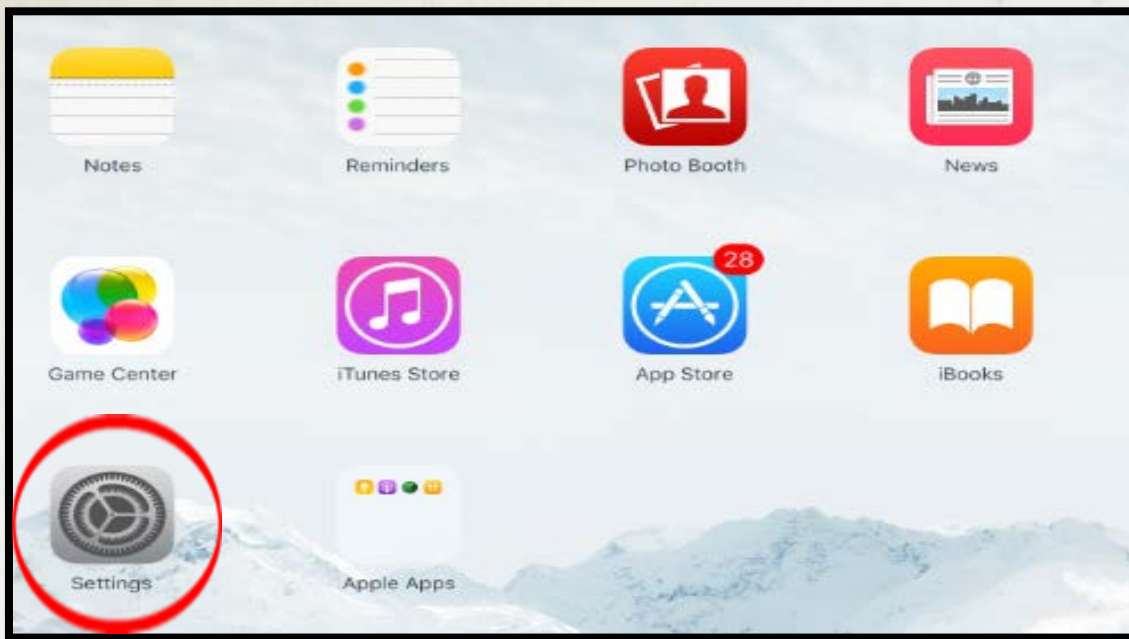 Notes
Reminders
Photo Booth
News
28
Game Center
iTunes Store
App Store
iBooks
Settings
Apple Apps